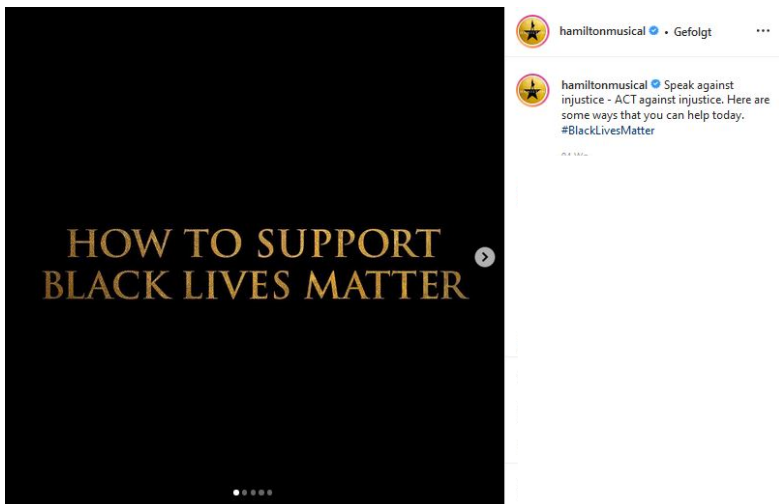 HOW TO SUPPORT
BLACK LIVES MATTER
hamiltonmusical • Gefolgt
hamiltonmusical Speak against
injustice - ACT against injustice. Here are
some ways that you can help today.
#BlackLivesMatter